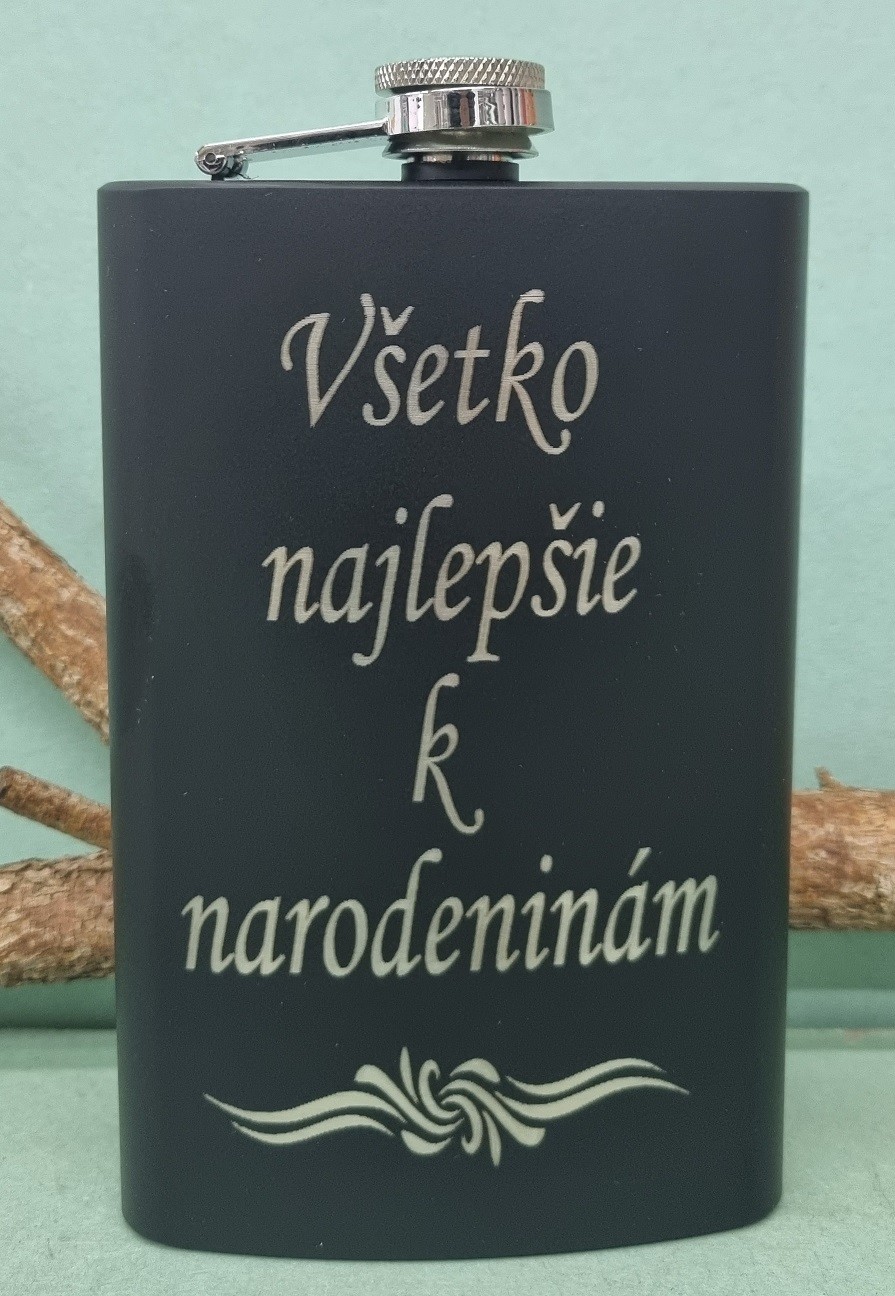 Všetko
najlepšie
k
narodeninám